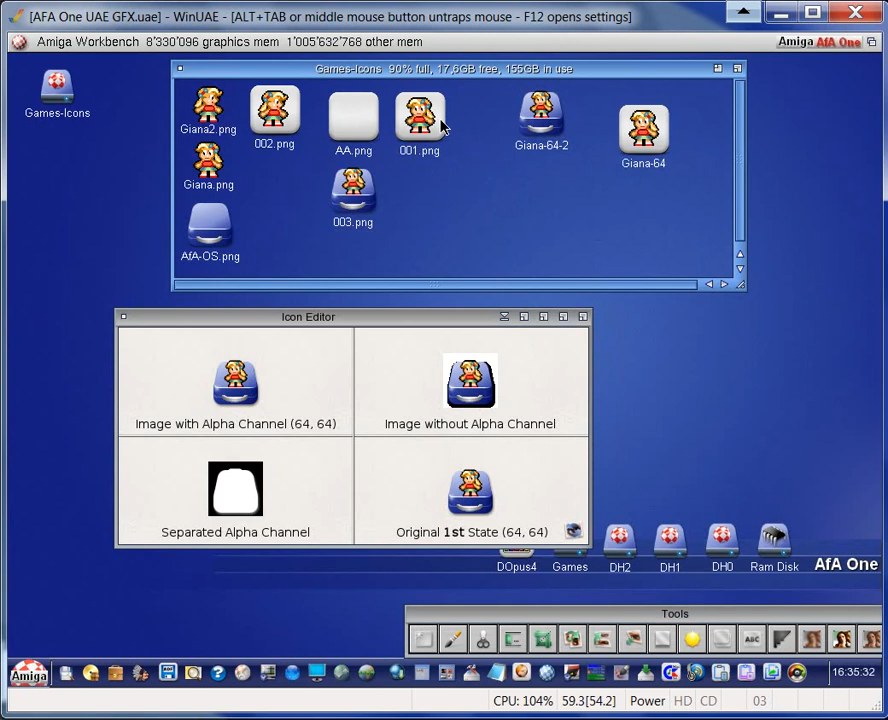 [AFA One UAE GFX.uae] - WinUAE - [ALT+TAB or middle mouse button untraps mouse - F12 opens settings]
Amiga Workbench 8'330'096 graphics mem 1'005'632'768 other mem
Amiga AfA One
Games-Icons 90% full, 17,6GB free, 155GB in use
Games-Icons
Giana2.png
002.png
AA.png
001.png
Giana-64-2
Giana-64
Giana.png
003.png
AfA-OS.png
Icon Editor
Image with Alpha Channel (64, 64)
Image without Alpha Channel
Separated Alpha Channel
Original 1st State (64, 64)
DOpus4
Games
DH2
DH1
DH0
Ram Disk
AfA One
Tools
ABC
Amiga
16:35:32
CPU: 104%
59.3[54.2]
Power
HD
CD
03